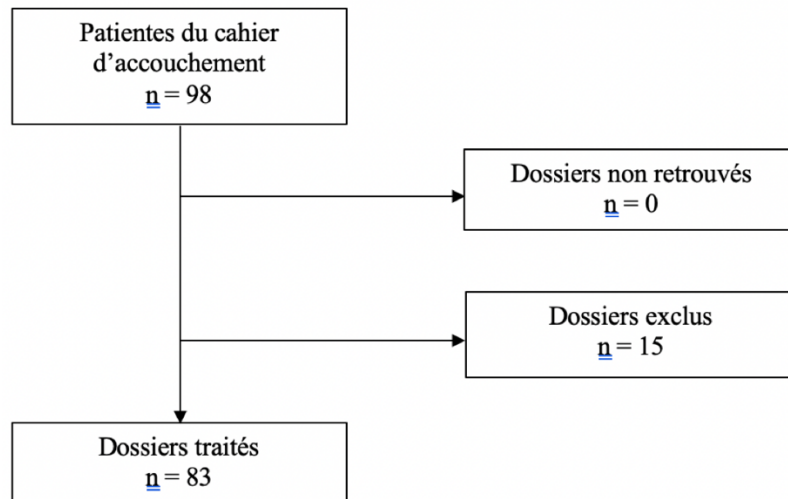 Patientes du cahier
d’accouchement
n = 98
Dossiers non retrouvés
n = 0
Dossiers exclus
n = 15
Dossiers traités
n = 83